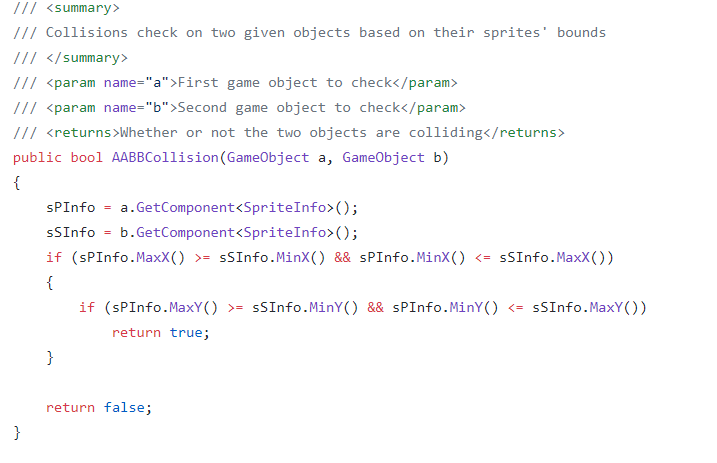 /// <summary>
/// Collisions check on two given objects based on their sprites' bounds
/// </summary>
/// <param name="a">First game object to check</param>
/// <param name="b">Second game object to check</param>
/// <returns>Whether or not the two objects are colliding</returns>
public bool AABBCollision(GameObject a, GameObject b)
{
    sPInfo = a.GetComponent<SpriteInfo>();
    sSInfo = b.GetComponent<SpriteInfo>();
    if (sPInfo.MaxX() >= sSInfo.MinX() && sPInfo.MinX() <= sSInfo.MaxX())
    {
        if (sPInfo.MaxY() >= sSInfo.MinY() && sPInfo.MinY() <= sSInfo.MaxY())
            return true;
    }

    return false;
}